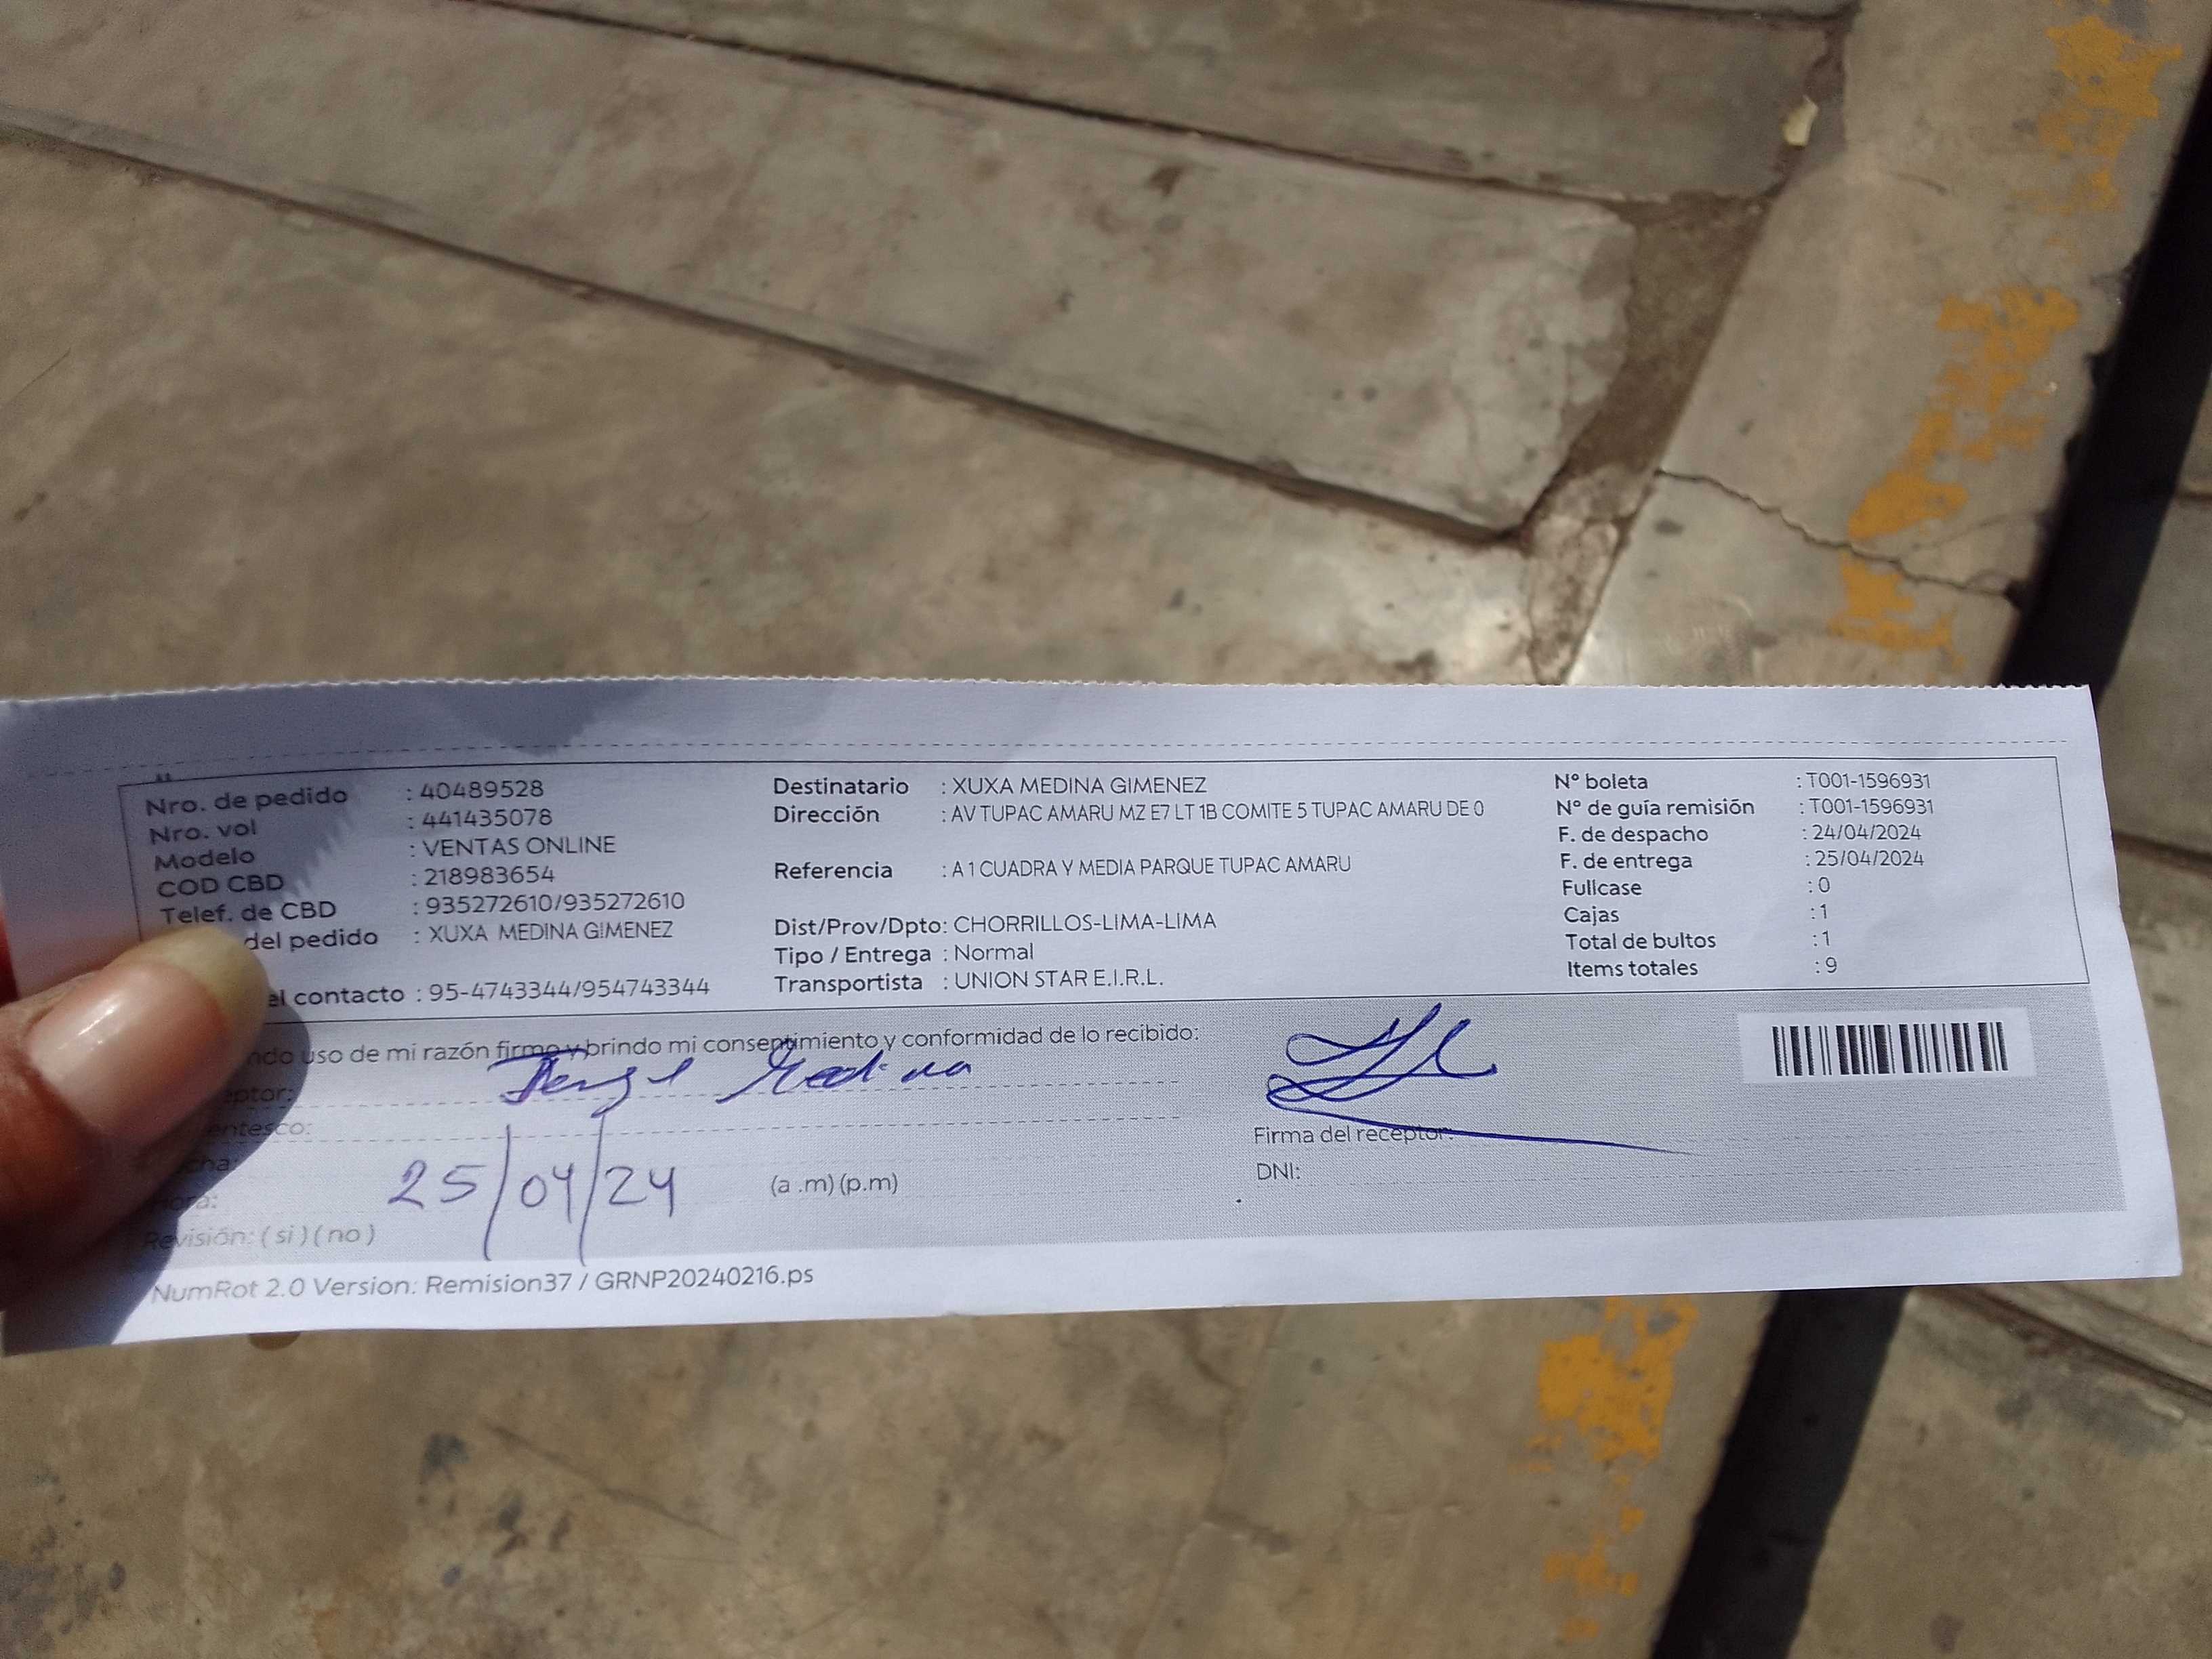 Nro. de pedido : 40489528
Nro. vol : 441435078
Modelo : VENTAS ONLINE
COD CBD : 218983654
Telef. de CBD : 935272610/935272610
del pedido : XUXA MEDINA GIMENEZ
el contacto : 95-4743344/954743344
Destinatario : XUXA MEDINA GIMENEZ
Dirección : AV TUPAC AMARU MZ E7 LT 1B COMITE 5 TUPAC AMARU DE 0
Referencia : A 1 CUADRA Y MEDIA PARQUE TUPAC AMARU
Dist/Prov/Dpto: CHORRILLOS-LIMA-LIMA
Tipo / Entrega : Normal
Transportista : UNION STAR E.I.R.L.
N° boleta : T001-1596931
N° de guía remisión : T001-1596931
F. de despacho : 24/04/2024
F. de entrega : 25/04/2024
Fullcase : 0
Cajas : 1
Total de bultos : 1
Items totales : 9
uso de mi razón firmo y brindo mi consentimiento y conformidad de lo recibido:
Medina
25/04/24 (a .m) (p.m)
Revisión: ( si ) ( no )
Firma del receptor:
DNI:
NumRot 2.0 Version: Remision37 / GRNP20240216.ps